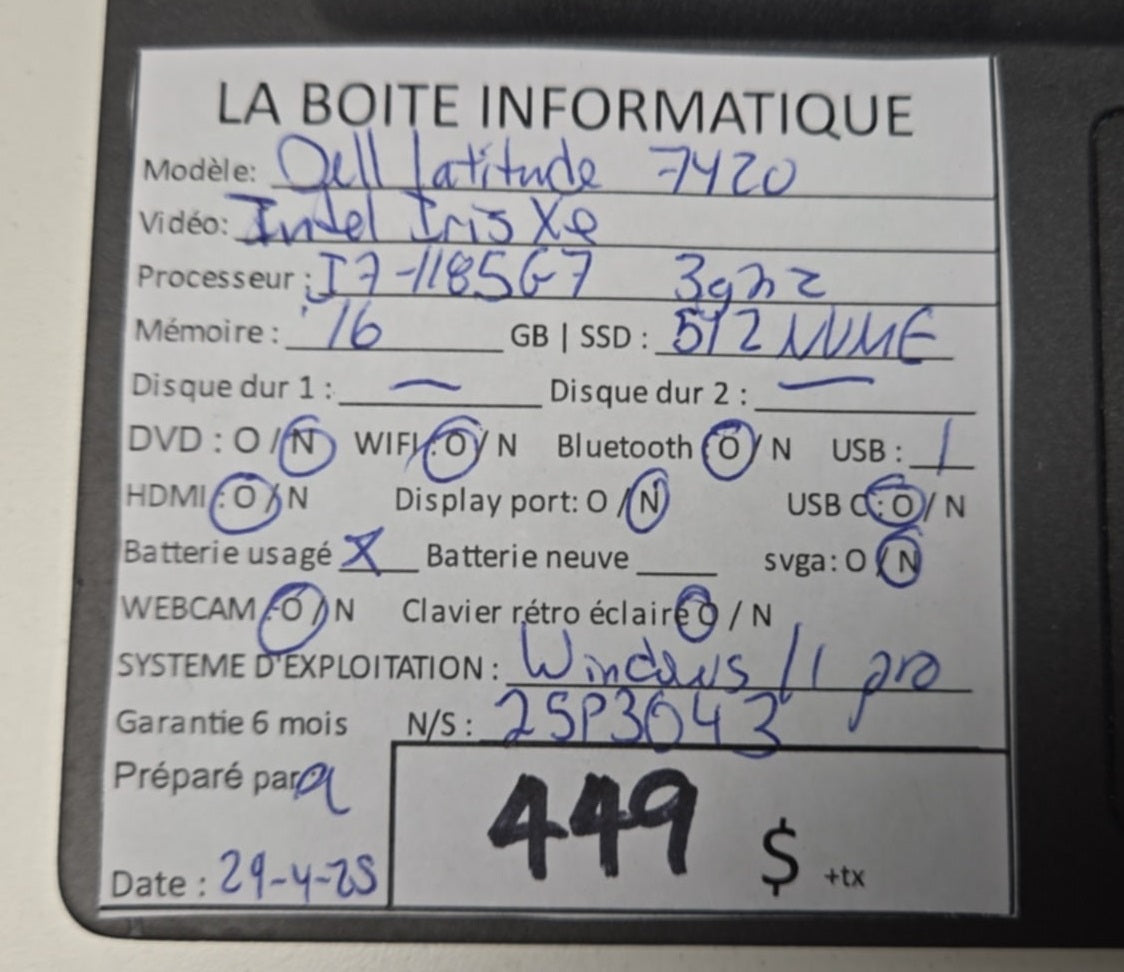 LA BOITE INFORMATIQUE
Modèle: Dell Latitude 7420
Vidéo: Intel Iris Xe
Processeur : I7-1185G7 3ghz
Mémoire : 16 GB | SSD : 512 NVME
Disque dur 1 : — Disque dur 2 : —
DVD : O / N WIFI : O / N Bluetooth : O / N USB : 1
HDMI : O / N Display port: O / N USB C : O / N
Batterie usagé X Batterie neuve ____ svga: O / N
WEBCAM : O / N Clavier rétro éclairé O / N
SYSTEME D'EXPLOITATION : Windows 11 pro
Garantie 6 mois N/S : 2SP3043
Préparé par
Date : 29-4-25
449 $ +tx